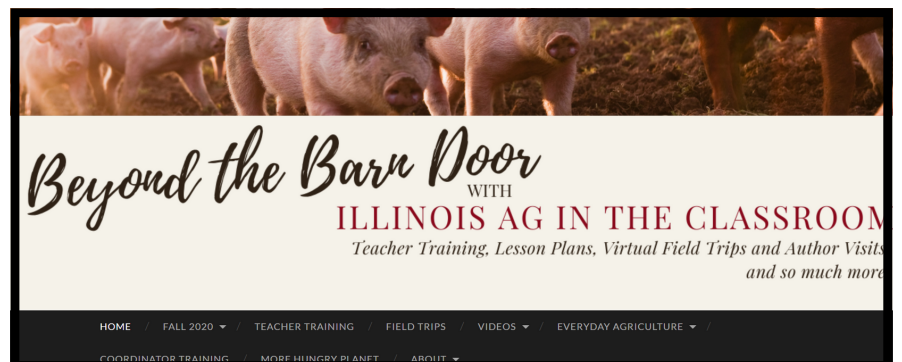 Beyond the Barn Door
WITH
ILLINOIS AG IN THE CLASSROOM
Teacher Training, Lesson Plans, Virtual Field Trips and Author Visits
and so much more
HOME / FALL 2020 / TEACHER TRAINING / FIELD TRIPS / VIDEOS / EVERYDAY AGRICULTURE /
COORDINATOR TRAINING / MORE HUNGRY PLANET / ABOUT